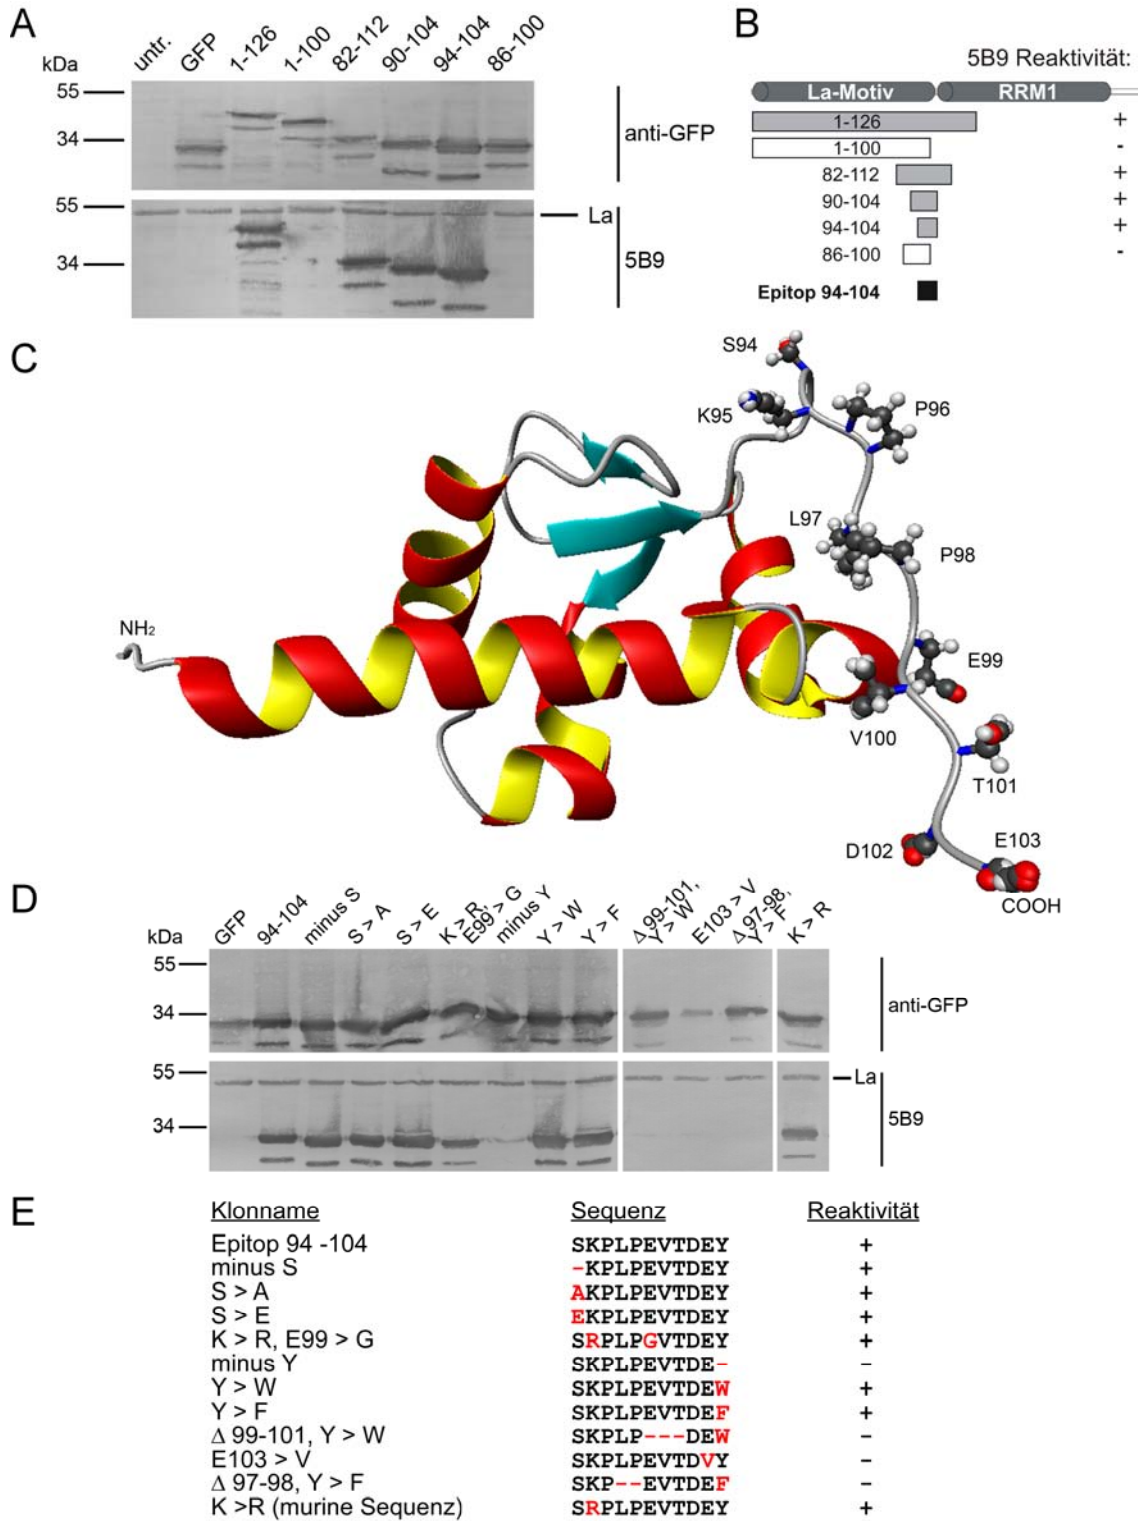 A
untr. GFP 1-126 1-100 82-112 90-104 94-104 86-100
kDa
55
34
anti-GFP
55
La
34
5B9
B
5B9 Reaktivität:
La-Motiv RRM1
1-126 +
1-100 -
82-112 +
90-104 +
94-104 +
86-100 -
Epitop 94-104
C
S94
K95
P96
L97
P98
NH2
E99
V100
T101
D102
E103
COOH
D
GFP 94-104 minus S S > A S > E K > R, E99 > G minus Y Y > W Y > F Δ 99-101, Y > W E103 > V Δ 97-98, Y > F K > R
kDa
55
34
anti-GFP
55
La
34
5B9
E
Klonname Sequenz Reaktivität
Epitop 94 -104 SKPLPEVTDEY +
minus S -KPLPEVTDEY +
S > A AKPLPEVTDEY +
S > E EKPLPEVTDEY +
K > R, E99 > G SRPLPGVTDEY +
minus Y SKPLPEVTDE- –
Y > W SKPLPEVTDEW +
Y > F SKPLPEVTDEF +
Δ 99-101, Y > W SKPLP---DEW –
E103 > V SKPLPEVTDVY –
Δ 97-98, Y > F SKP--EVTDEF –
K >R (murine Sequenz) SRPLPEVTDEY +